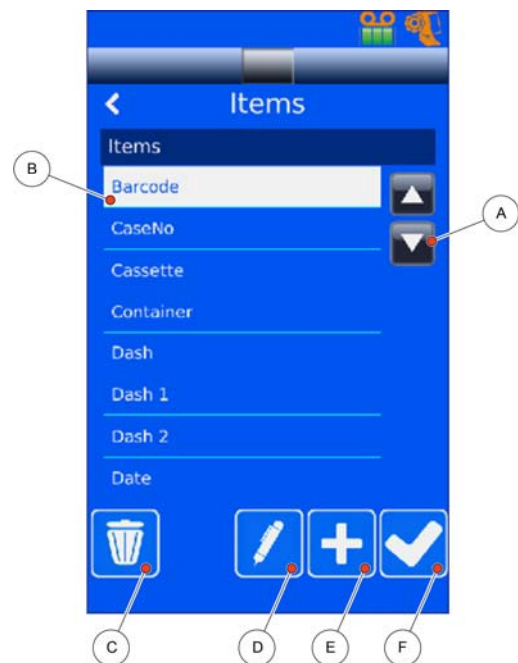 Items
Items
B
Barcode
A
CaseNo
Cassette
Container
Dash
Dash 1
Dash 2
Date
C
D
E
F